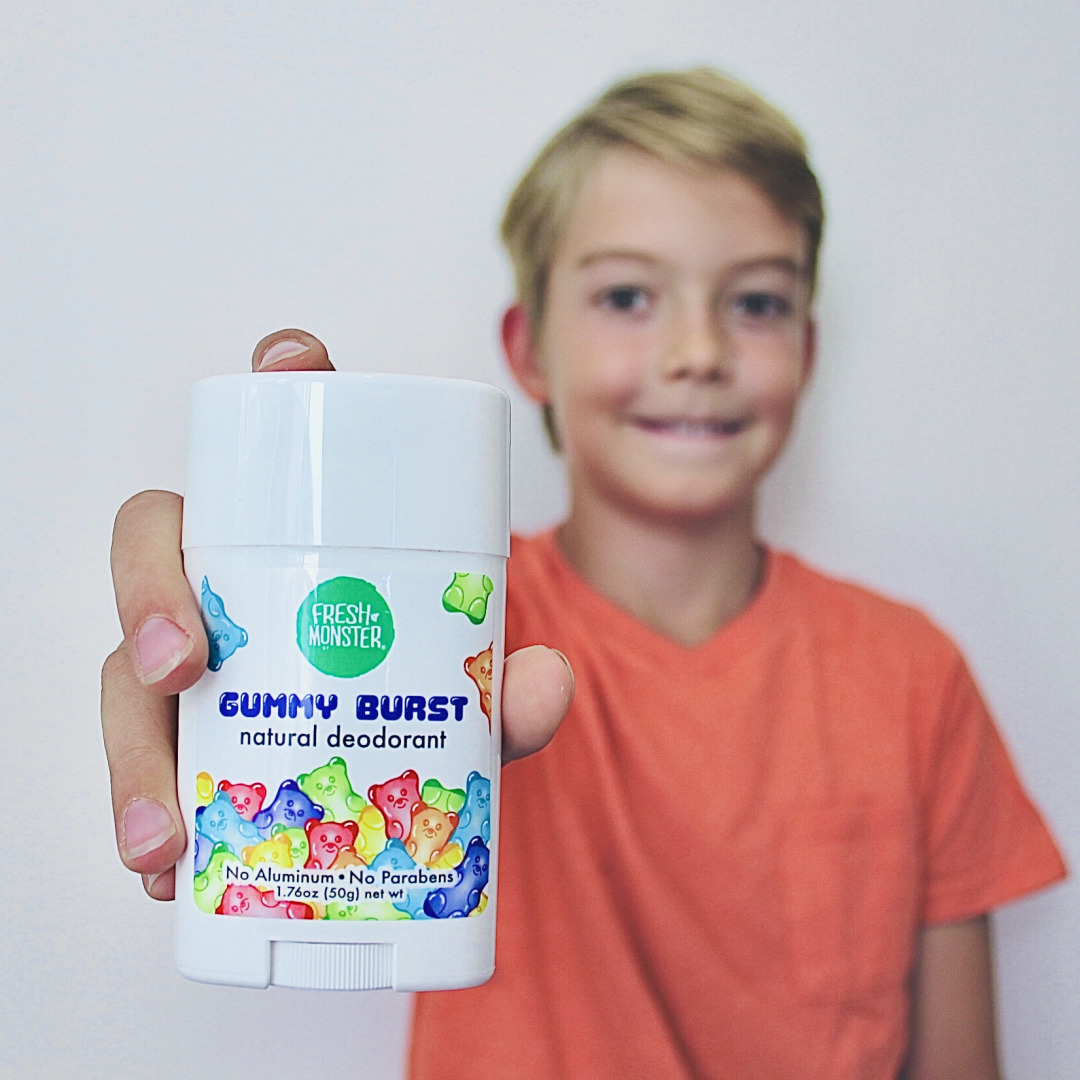 FRESH
MONSTER®
GUMMY BURST
natural deodorant
No Aluminum • No Parabens
1.76oz (50g) net wt